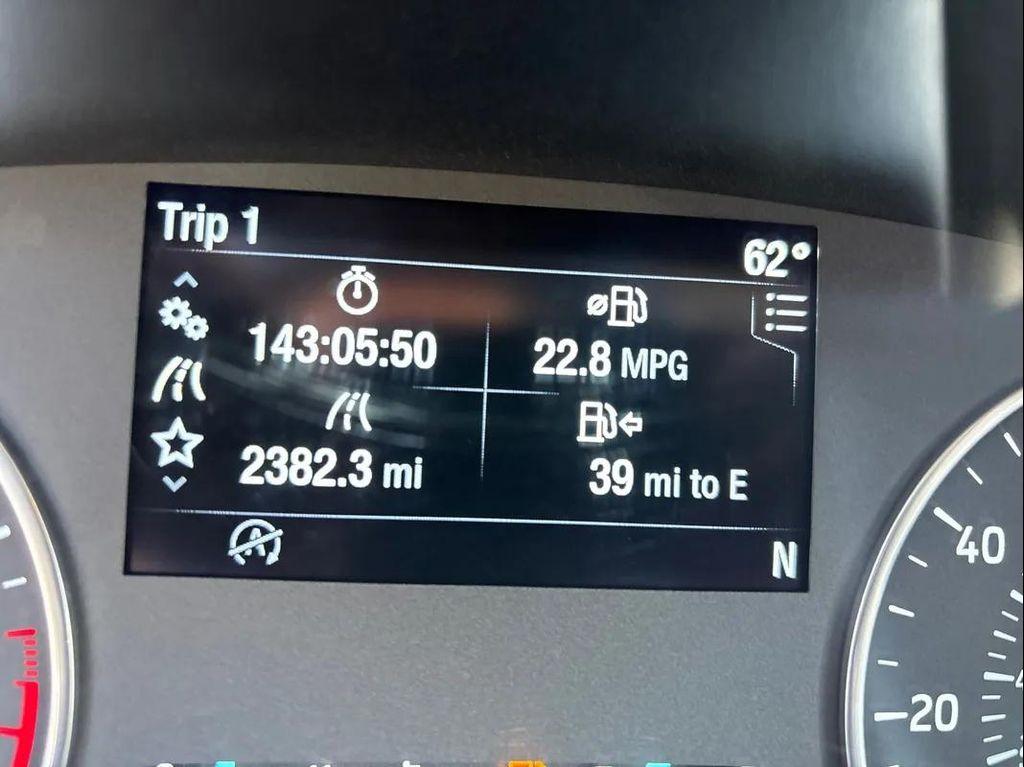 Trip 1
62°
143:05:50
22.8 MPG
2382.3 mi
39 mi to E
A
N
40
20